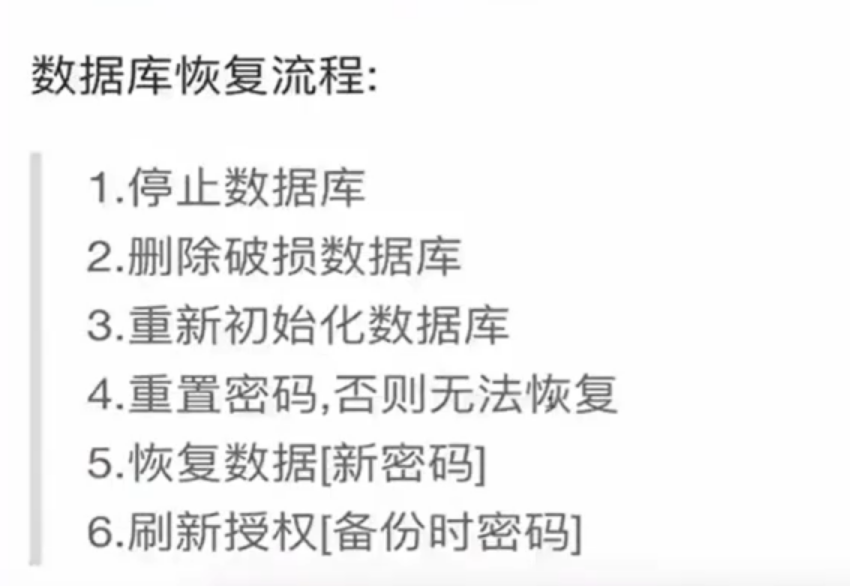 数据库恢复流程:
1.停止数据库
2.删除破损数据库
3.重新初始化数据库
4.重置密码,否则无法恢复
5.恢复数据[新密码]
6.刷新授权[备份时密码]